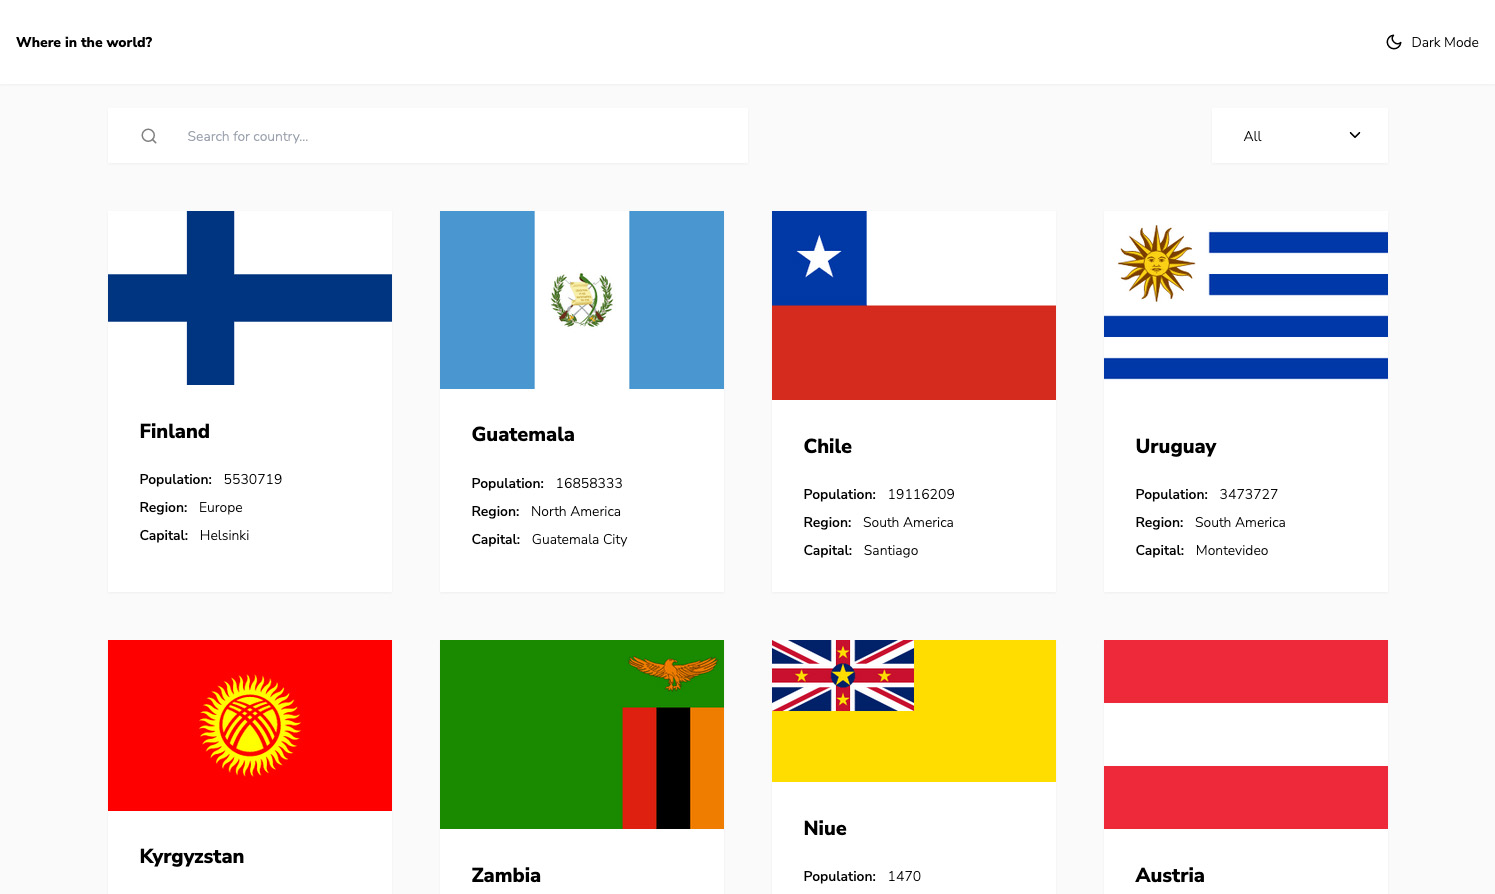 Where in the world?
Dark Mode
Search for country...
All
Finland
Population: 5530719
Region: Europe
Capital: Helsinki
Guatemala
Population: 16858333
Region: North America
Capital: Guatemala City
Chile
Population: 19116209
Region: South America
Capital: Santiago
Uruguay
Population: 3473727
Region: South America
Capital: Montevideo
Kyrgyzstan
Zambia
Niue
Population: 1470
Austria